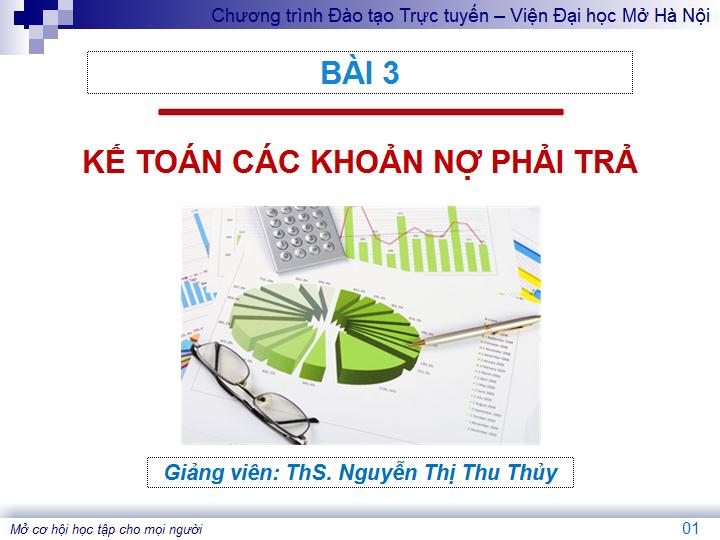 Chương trình Đào tạo Trực tuyến – Viện Đại học Mở Hà Nội
BÀI 3
KẾ TOÁN CÁC KHOẢN NỢ PHẢI TRẢ
Giảng viên: ThS. Nguyễn Thị Thu Thủy
Mở cơ hội học tập cho mọi người
01